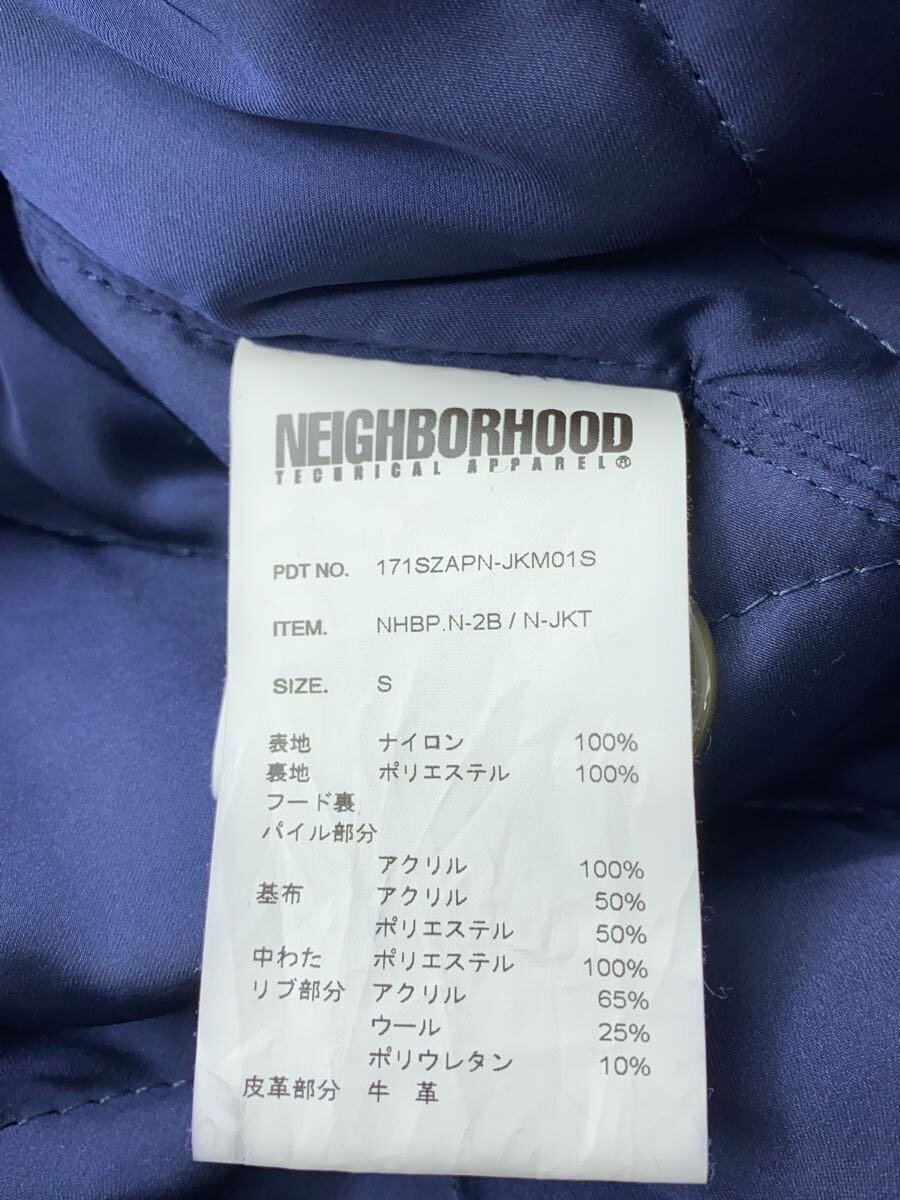 NEIGHBORHOOD
TECHNICAL APPAREL®
PDT NO. 171SZAPN-JKM01S
ITEM. NHBP.N-2B / N-JKT
SIZE. S
表地 ナイロン 100%
裏地 ポリエステル 100%
フード裏
パイル部分
アクリル 100%
基布 アクリル 50%
ポリエステル 50%
中わた ポリエステル 100%
リブ部分 アクリル 65%
ウール 25%
ポリウレタン 10%
皮革部分 牛 革